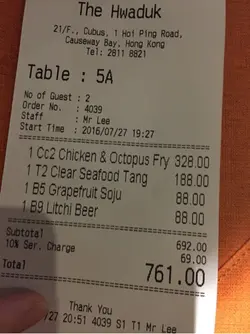 The Hwaduk
21/F., Cubus, 1 Hoi Ping Road,
Causeway Bay, Hong Kong
Tel: 2811 8821
Table : 5A
No of Guest : 2
Order No. : 4039
Staff : Mr Lee
Start Time : 2016/07/27 19:27
1 Cc2 Chicken & Octopus Fry 328.00
1 T2 Clear Seafood Tang 188.00
1 B5 Grapefruit Soju 88.00
1 B9 Litchi Beer 88.00
Subtotal 692.00
10% Ser. Charge 69.00
Total 761.00
Thank You
/27 20:51 4039 S1 T1 Mr Lee